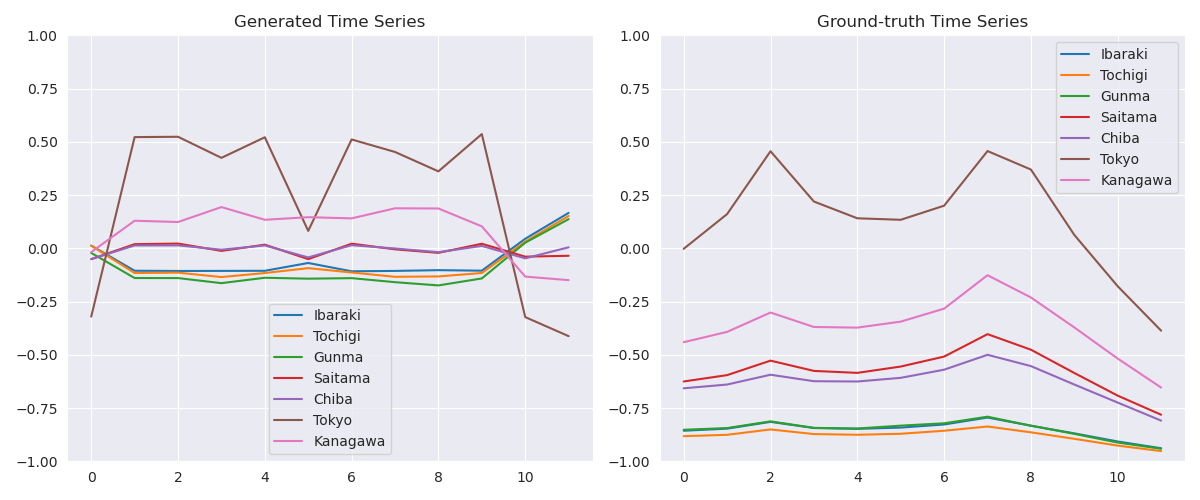 Generated Time Series
1.00
0.75
0.50
0.25
0.00
−0.25
−0.50
−0.75
−1.00
0 2 4 6 8 10
Ibaraki
Tochigi
Gunma
Saitama
Chiba
Tokyo
Kanagawa
Ground-truth Time Series
1.00
0.75
0.50
0.25
0.00
−0.25
−0.50
−0.75
−1.00
0 2 4 6 8 10
Ibaraki
Tochigi
Gunma
Saitama
Chiba
Tokyo
Kanagawa